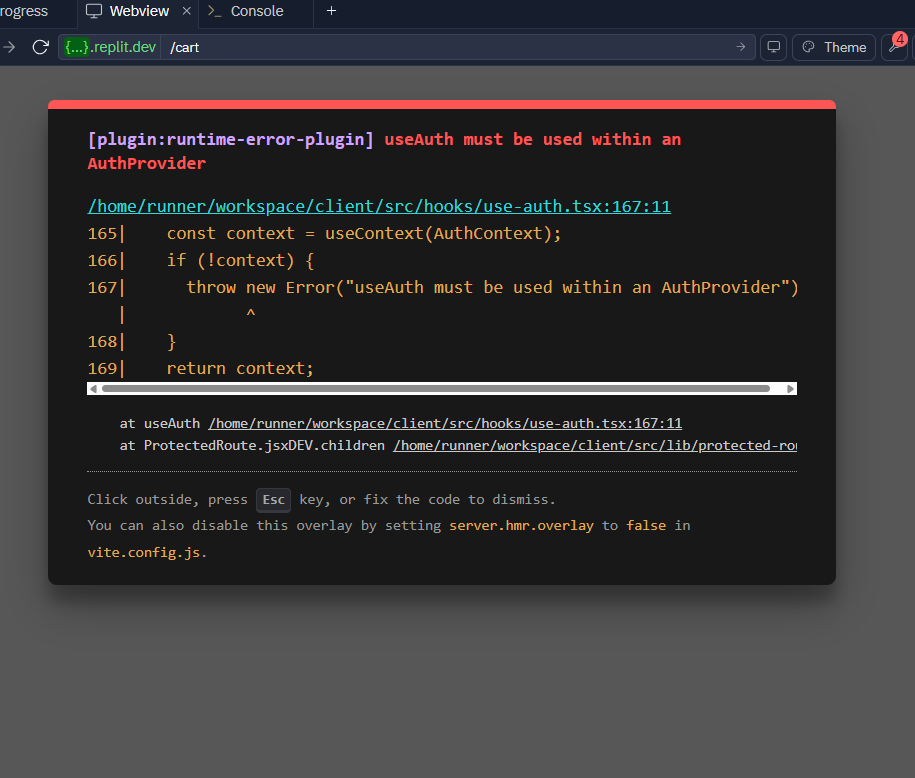 rogress
Webview × >_ Console +
{...}.replit.dev /cart Theme 4
[plugin:runtime-error-plugin] useAuth must be used within an
AuthProvider
/home/runner/workspace/client/src/hooks/use-auth.tsx:167:11
165|    const context = useContext(AuthContext);
166|    if (!context) {
167|      throw new Error("useAuth must be used within an AuthProvider")
   |            ^
168|    }
169|    return context;
at useAuth /home/runner/workspace/client/src/hooks/use-auth.tsx:167:11
at ProtectedRoute.jsxDEV.children /home/runner/workspace/client/src/lib/protected-rou
Click outside, press Esc key, or fix the code to dismiss.
You can also disable this overlay by setting server.hmr.overlay to false in
vite.config.js.